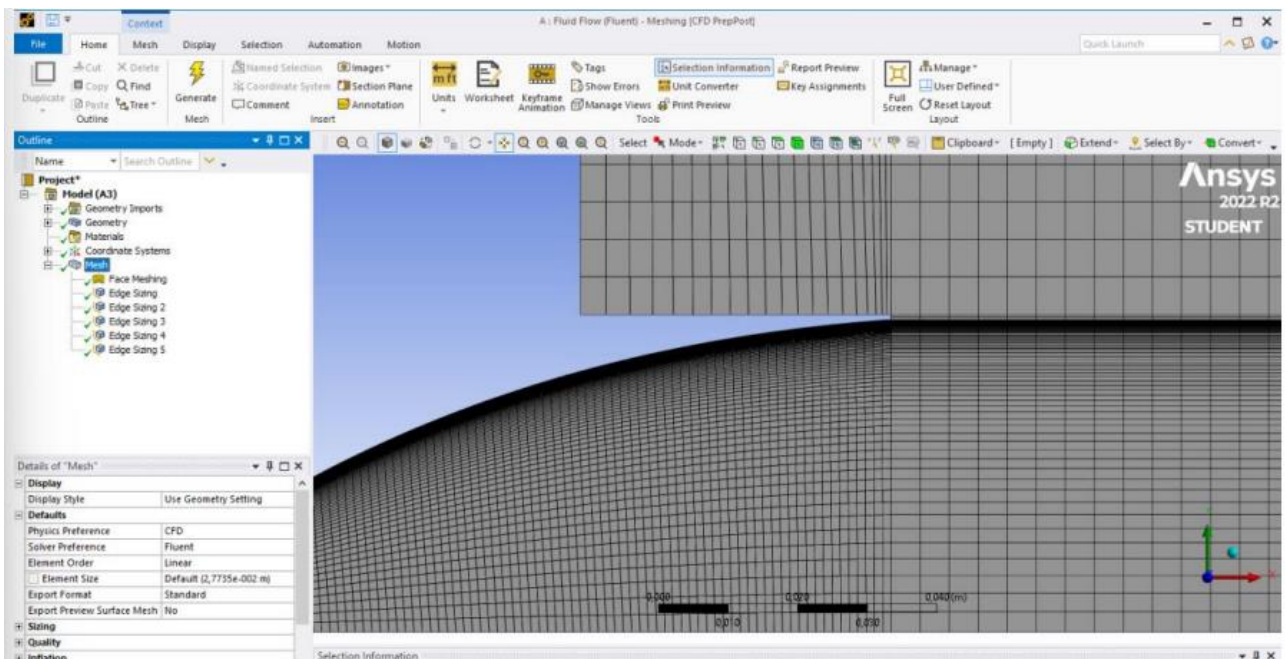 Context
A : Fluid Flow (Fluent) - Meshing [CFD PrepPost]
File Home Mesh Display Selection Automation Motion
Quick Launch
Duplicate
Cut
Copy
Paste
Delete
Find
Tree
Outline
Generate
Mesh
Named Selection
Coordinate System
Comment
Images
Section Plane
Annotation
Insert
m ft
Units
Worksheet
Keyframe
Animation
Tags
Show Errors
Manage Views
Selection Information
Unit Converter
Print Preview
Report Preview
Key Assignments
Tools
Full
Screen
Manage
User Defined
Reset Layout
Layout
Outline
Name Search Outline
Select Mode Clipboard [Empty] Extend Select By Convert
Project*
Model (A3)
Geometry Imports
Geometry
Materials
Coordinate Systems
Mesh
Face Meshing
Edge Sizing
Edge Sizing 2
Edge Sizing 3
Edge Sizing 4
Edge Sizing 5
Ansys
2022 R2
STUDENT
Details of "Mesh"
Display
Display Style Use Geometry Setting
Defaults
Physics Preference CFD
Solver Preference Fluent
Element Order Linear
Element Size Default (2,7735e-002 m)
Export Format Standard
Export Preview Surface Mesh No
Sizing
Quality
Inflation
0,000 0,020 0,040 (m)
0,010 0,030
X
Selection Information